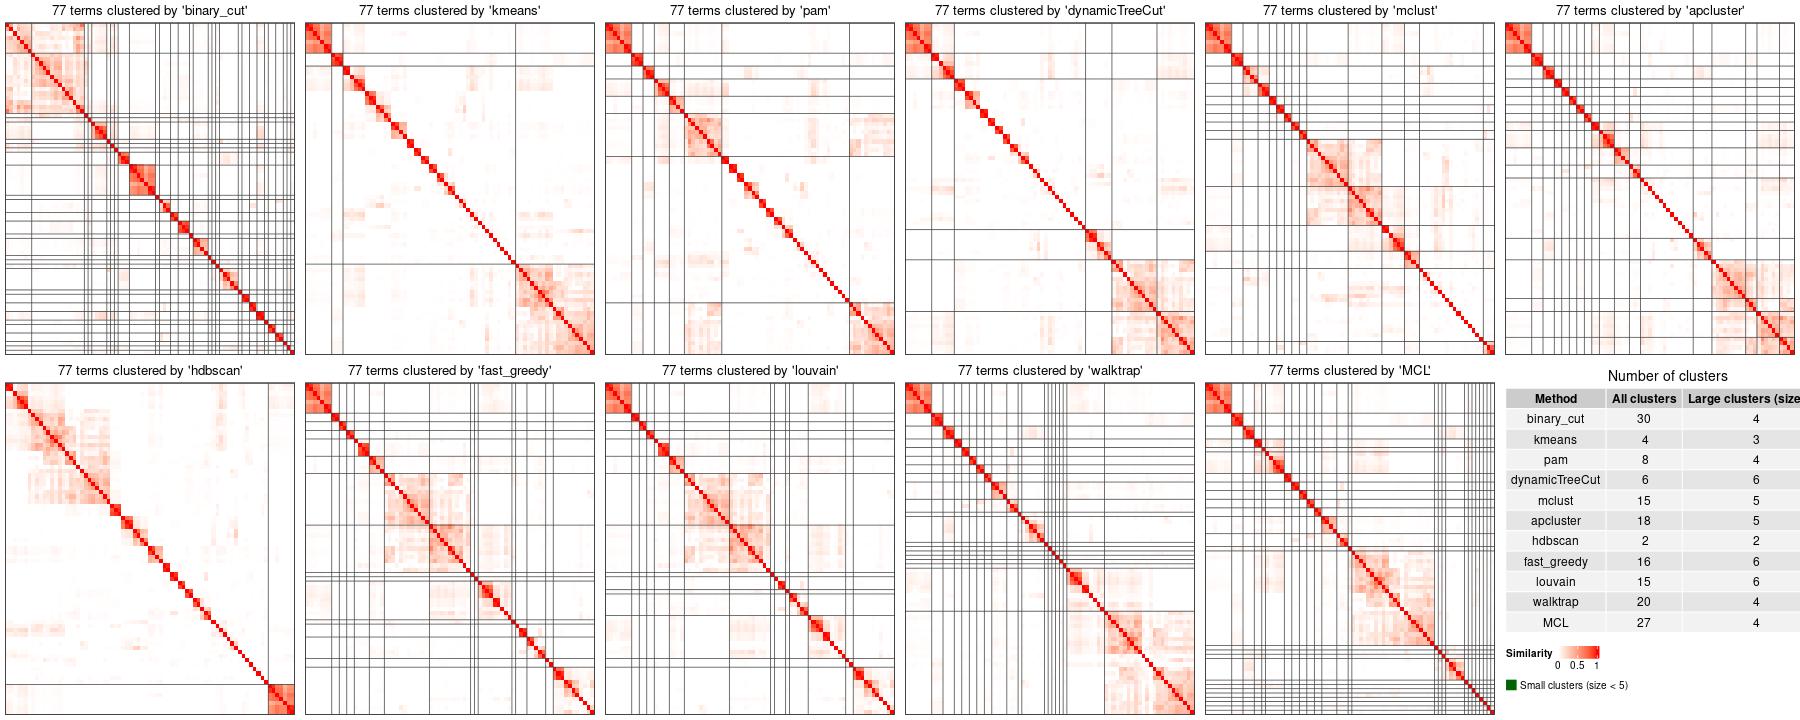 77 terms clustered by 'binary_cut'
77 terms clustered by 'kmeans'
77 terms clustered by 'pam'
77 terms clustered by 'dynamicTreeCut'
77 terms clustered by 'mclust'
77 terms clustered by 'apcluster'
77 terms clustered by 'hdbscan'
77 terms clustered by 'fast_greedy'
77 terms clustered by 'louvain'
77 terms clustered by 'walktrap'
77 terms clustered by 'MCL'
Number of clusters
Method All clusters Large clusters (size
binary_cut 30 4
kmeans 4 3
pam 8 4
dynamicTreeCut 6 6
mclust 15 5
apcluster 18 5
hdbscan 2 2
fast_greedy 16 6
louvain 15 6
walktrap 20 4
MCL 27 4
Similarity
0 0.5 1
Small clusters (size < 5)